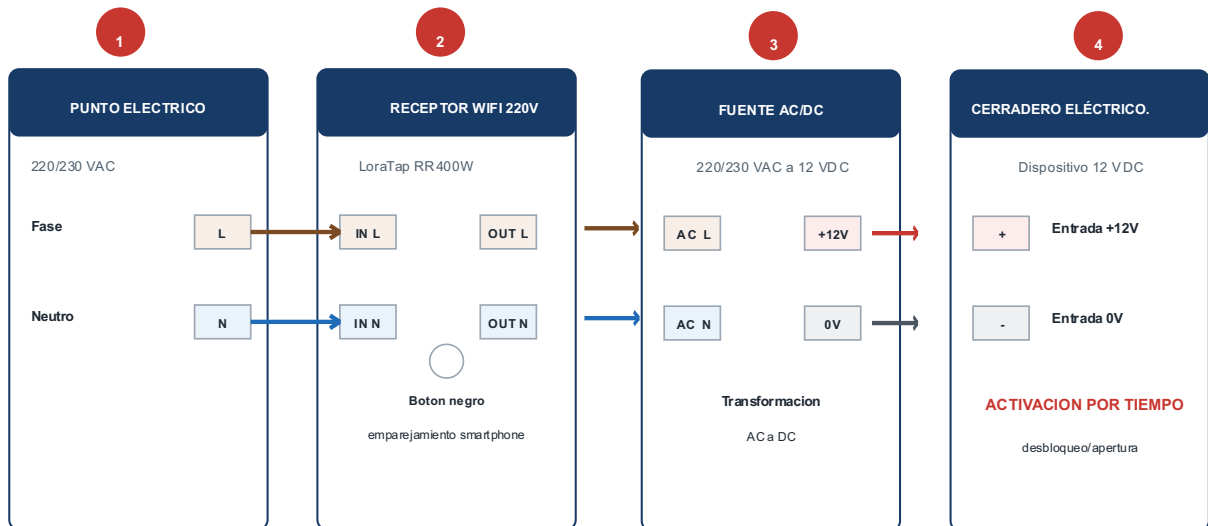 1
2
3
4
PUNTO ELECTRICO
220/230 VAC
Fase
L
Neutro
N
RECEPTOR WIFI 220V
LoraTap RR400W
IN L
OUT L
IN N
OUT N
Boton negro
emparejamiento smartphone
FUENTE AC/DC
220/230 VAC a 12 VDC
AC L
+12V
AC N
0V
Transformacion
AC a DC
CERRADERO ELÉCTRICO.
Dispositivo 12 VDC
+
Entrada +12V
-
Entrada 0V
ACTIVACION POR TIEMPO
desbloqueo/apertura